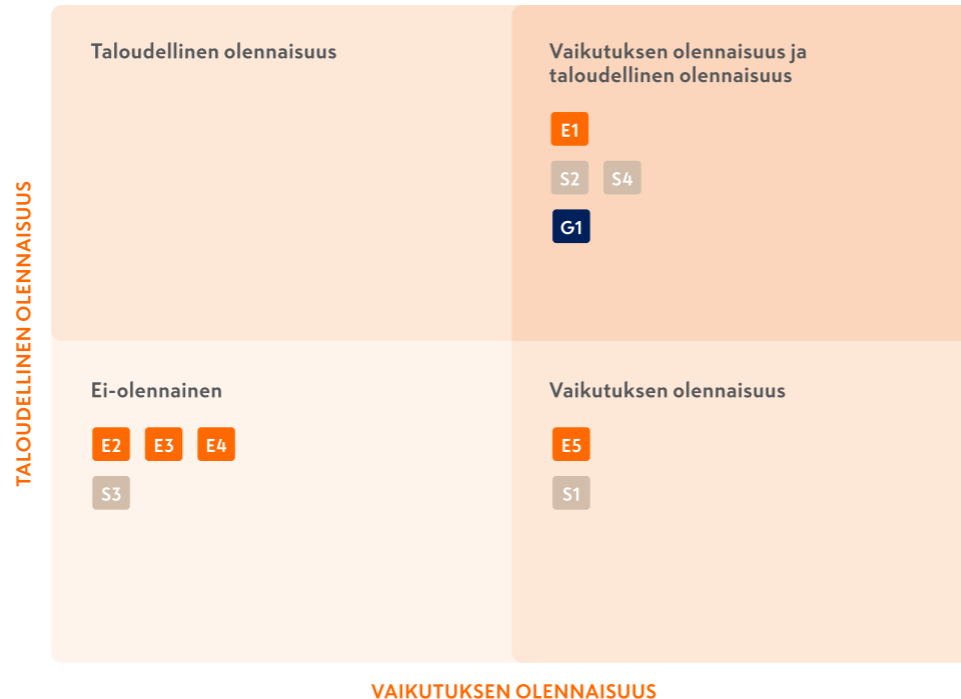 TALOUDELLINEN OLENNAISUUS
Taloudellinen olennaisuus
Vaikutuksen olennaisuus ja
taloudellinen olennaisuus
E1
S2 S4
G1
Ei-olennainen
E2 E3 E4
S3
Vaikutuksen olennaisuus
E5
S1
VAIKUTUKSEN OLENNAISUUS